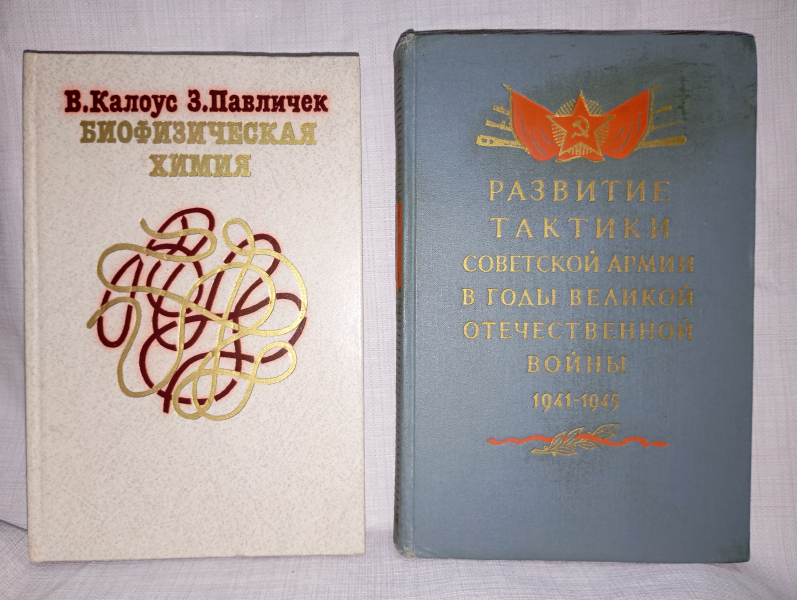 В.Калоус З.Павличек
БИОФИЗИЧЕСКАЯ
ХИМИЯ
РАЗВИТИЕ
ТАКТИКИ
СОВЕТСКОЙ АРМИИ
В ГОДЫ ВЕЛИКОЙ
ОТЕЧЕСТВЕННОЙ
ВОЙНЫ
1941-1945